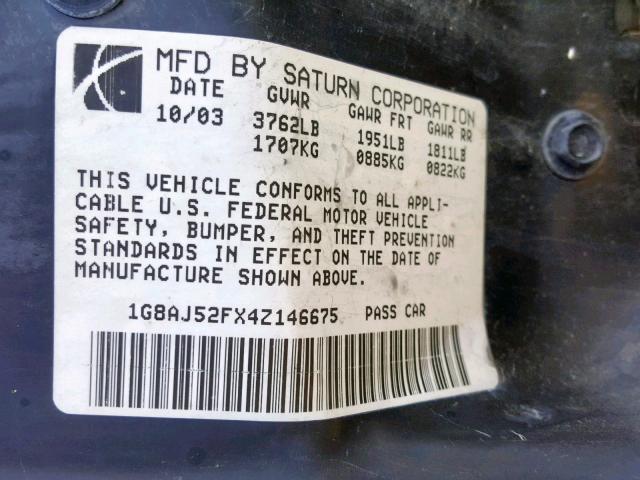 MFD BY SATURN CORPORATION
DATE GVWR GAWR FRT GAWR RR
10/03 3762LB 1951LB 1811LB
1707KG 0885KG 0822KG
THIS VEHICLE CONFORMS TO ALL APPLI-
CABLE U.S. FEDERAL MOTOR VEHICLE
SAFETY, BUMPER, AND THEFT PREVENTION
STANDARDS IN EFFECT ON THE DATE OF
MANUFACTURE SHOWN ABOVE.
1G8AJ52FX4Z146675 PASS CAR